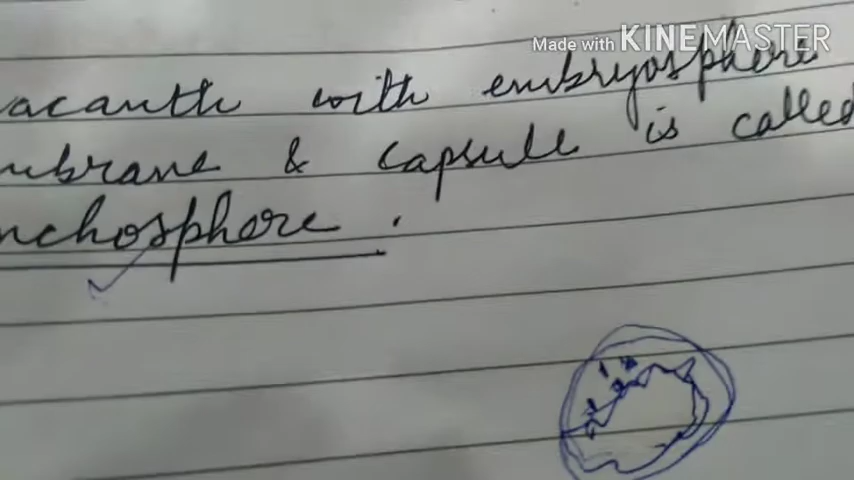 Made with KINEMASTER
acanth with embryosphere
mbrane & capsule is called
nchosphere.